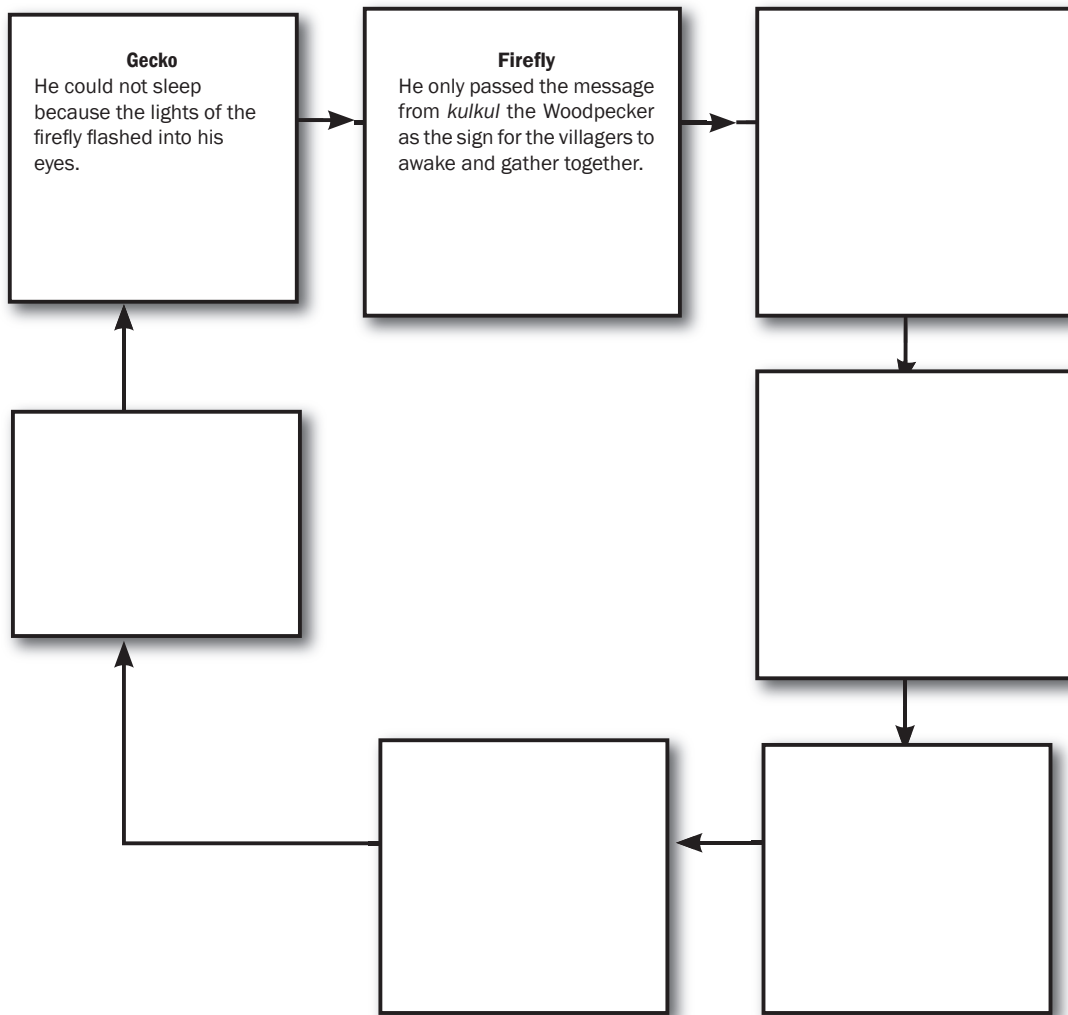 Gecko
He could not sleep
because the lights of the
firefly flashed into his
eyes.
Firefly
He only passed the message
from kulkul the Woodpecker
as the sign for the villagers to
awake and gather together.